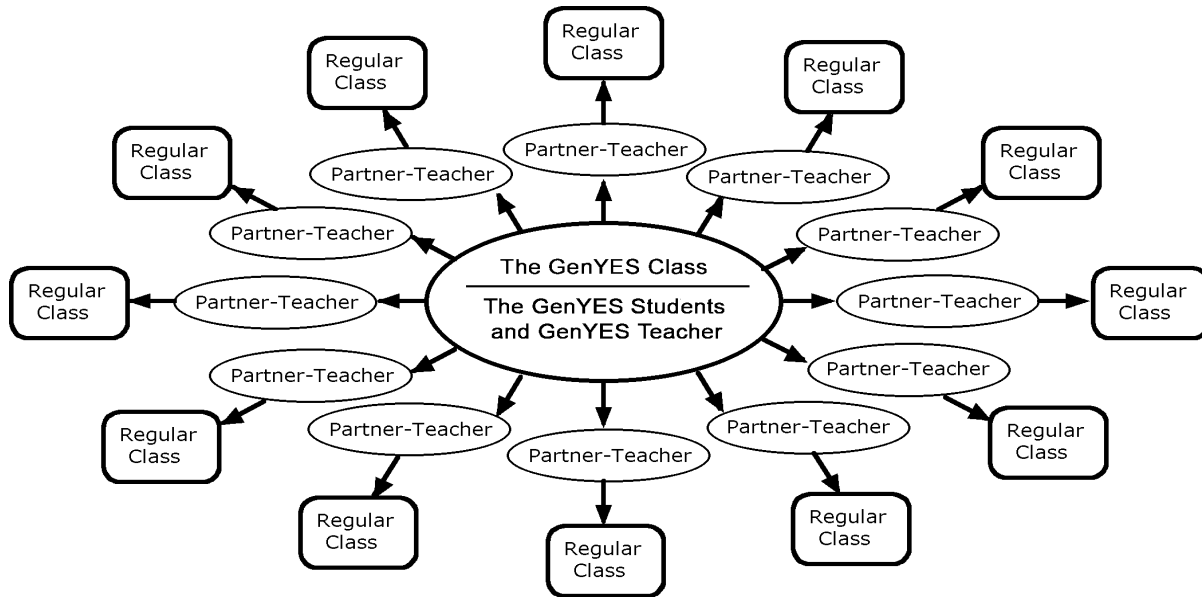 Regular
Class
Regular
Class
Regular
Class
Partner-Teacher
Regular
Class
Partner-Teacher
Partner-Teacher
Regular
Class
Partner-Teacher
Partner-Teacher
The GenYES Class
Regular
Class
Partner-Teacher
The GenYES Students
and GenYES Teacher
Partner-Teacher
Regular
Class
Partner-Teacher
Partner-Teacher
Regular
Class
Partner-Teacher
Partner-Teacher
Regular
Class
Partner-Teacher
Regular
Class
Regular
Class
Regular
Class